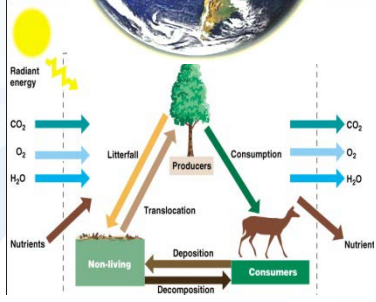 Radiant
energy
CO2
O2
H2O
Nutrients
Litterfall
Producers
Consumption
Translocation
CO2
O2
H2O
Nutrient
Non-living
Deposition
Decomposition
Consumers